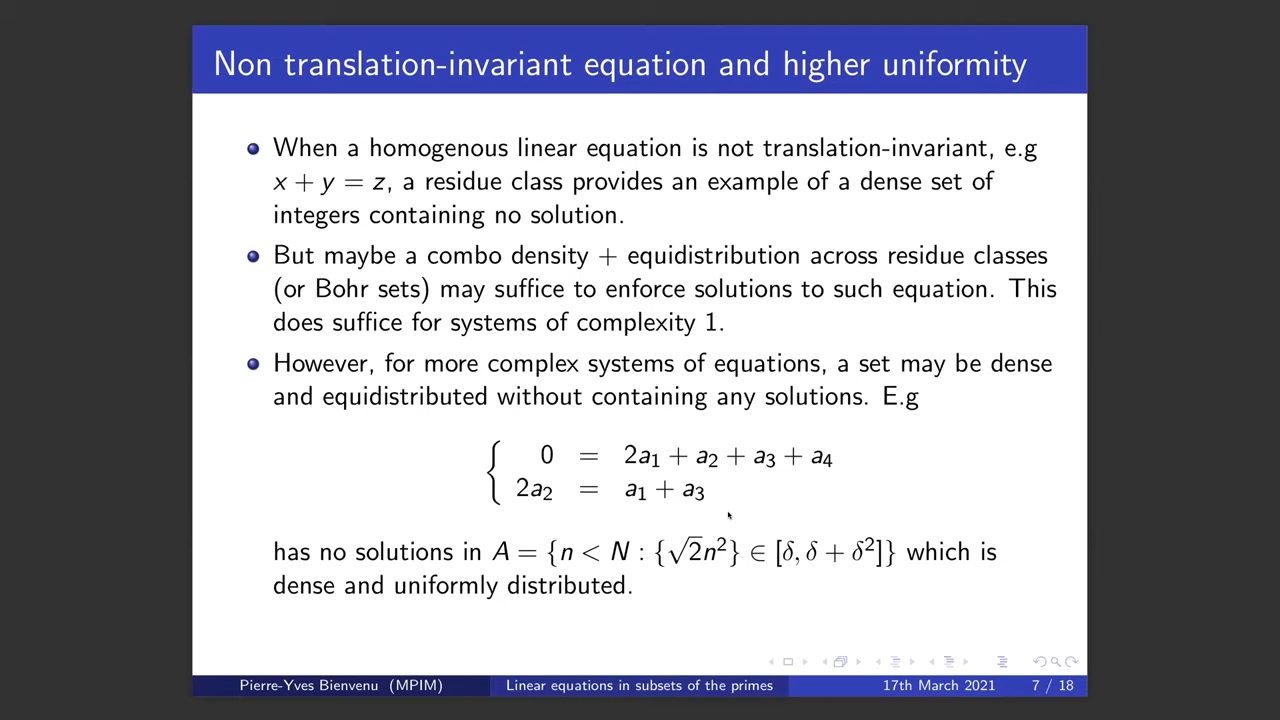 Non translation-invariant equation and higher uniformity
When a homogenous linear equation is not translation-invariant, e.g
x + y = z, a residue class provides an example of a dense set of
integers containing no solution.
But maybe a combo density + equidistribution across residue classes
(or Bohr sets) may suffice to enforce solutions to such equation. This
does suffice for systems of complexity 1.
However, for more complex systems of equations, a set may be dense
and equidistributed without containing any solutions. E.g
0 = 2a₁ + a₂ + a₃ + a₄
2a₂ = a₁ + a₃
has no solutions in A = {n < N : {√2n²} ∈ [δ, δ + δ²]} which is
dense and uniformly distributed.
Pierre-Yves Bienvenu (MPIM) Linear equations in subsets of the primes 17th March 2021 7 / 18